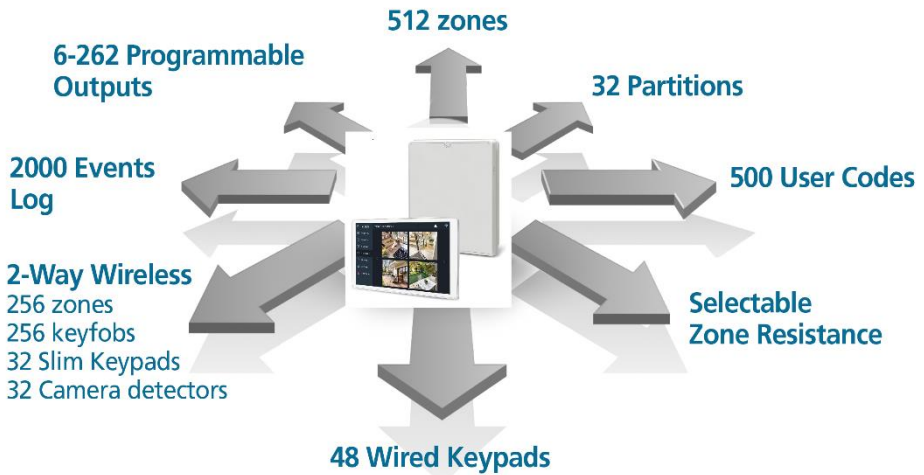 512 zones
6-262 Programmable
Outputs
32 Partitions
2000 Events
Log
500 User Codes
2-Way Wireless
256 zones
256 keyfobs
32 Slim Keypads
32 Camera detectors
Selectable
Zone Resistance
48 Wired Keypads